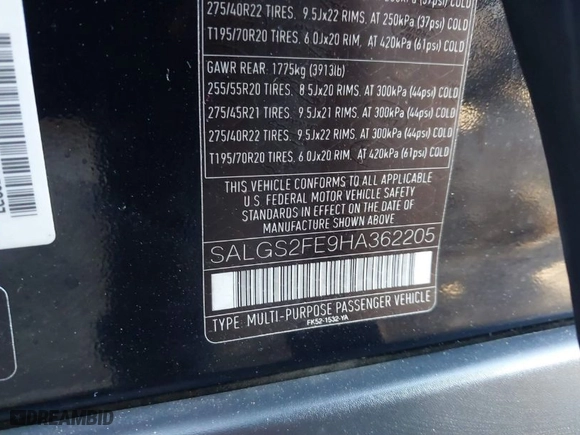 275/40R22 TIRES. 9.5Jx22 RIMS. AT 250kPa (37psi) COLD
T195/70R20 TIRES. 6.0Jx20 RIM, AT 420kPa (61psi) COLD
GAWR REAR: 1775kg (3913lb)
255/55R20 TIRES. 8.5Jx20 RIMS. AT 300kPa (44psi) COLD
275/45R21 TIRES. 9.5Jx21 RIMS. AT 300kPa (44psi) COLD
275/40R22 TIRES. 9.5Jx22 RIMS. AT 300kPa (44psi) COLD
T195/70R20 TIRES. 6.0Jx20 RIM, AT 420kPa (61psi) COLD
THIS VEHICLE CONFORMS TO ALL APPLICABLE
U.S. FEDERAL MOTOR VEHICLE SAFETY
STANDARDS IN EFFECT ON THE DATE OF
MANUFACTURE SHOWN ABOVE.
SALGS2FE9HA362205
TYPE: MULTI-PURPOSE PASSENGER VEHICLE
FK52-1532-YA
DREAMBID